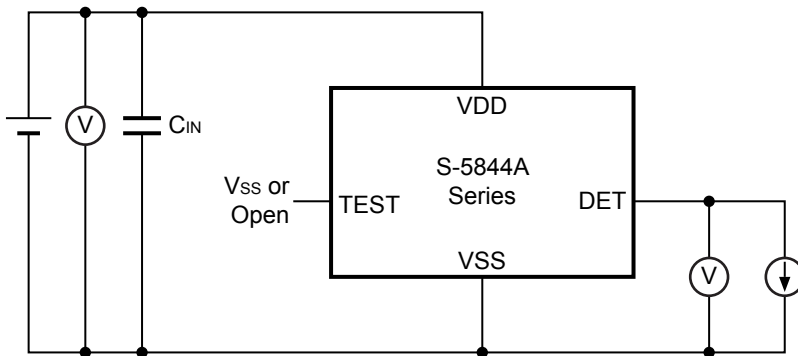 VDD
V
CIN
S-5844A
Series
VSS or
Open
TEST
DET
VSS
V